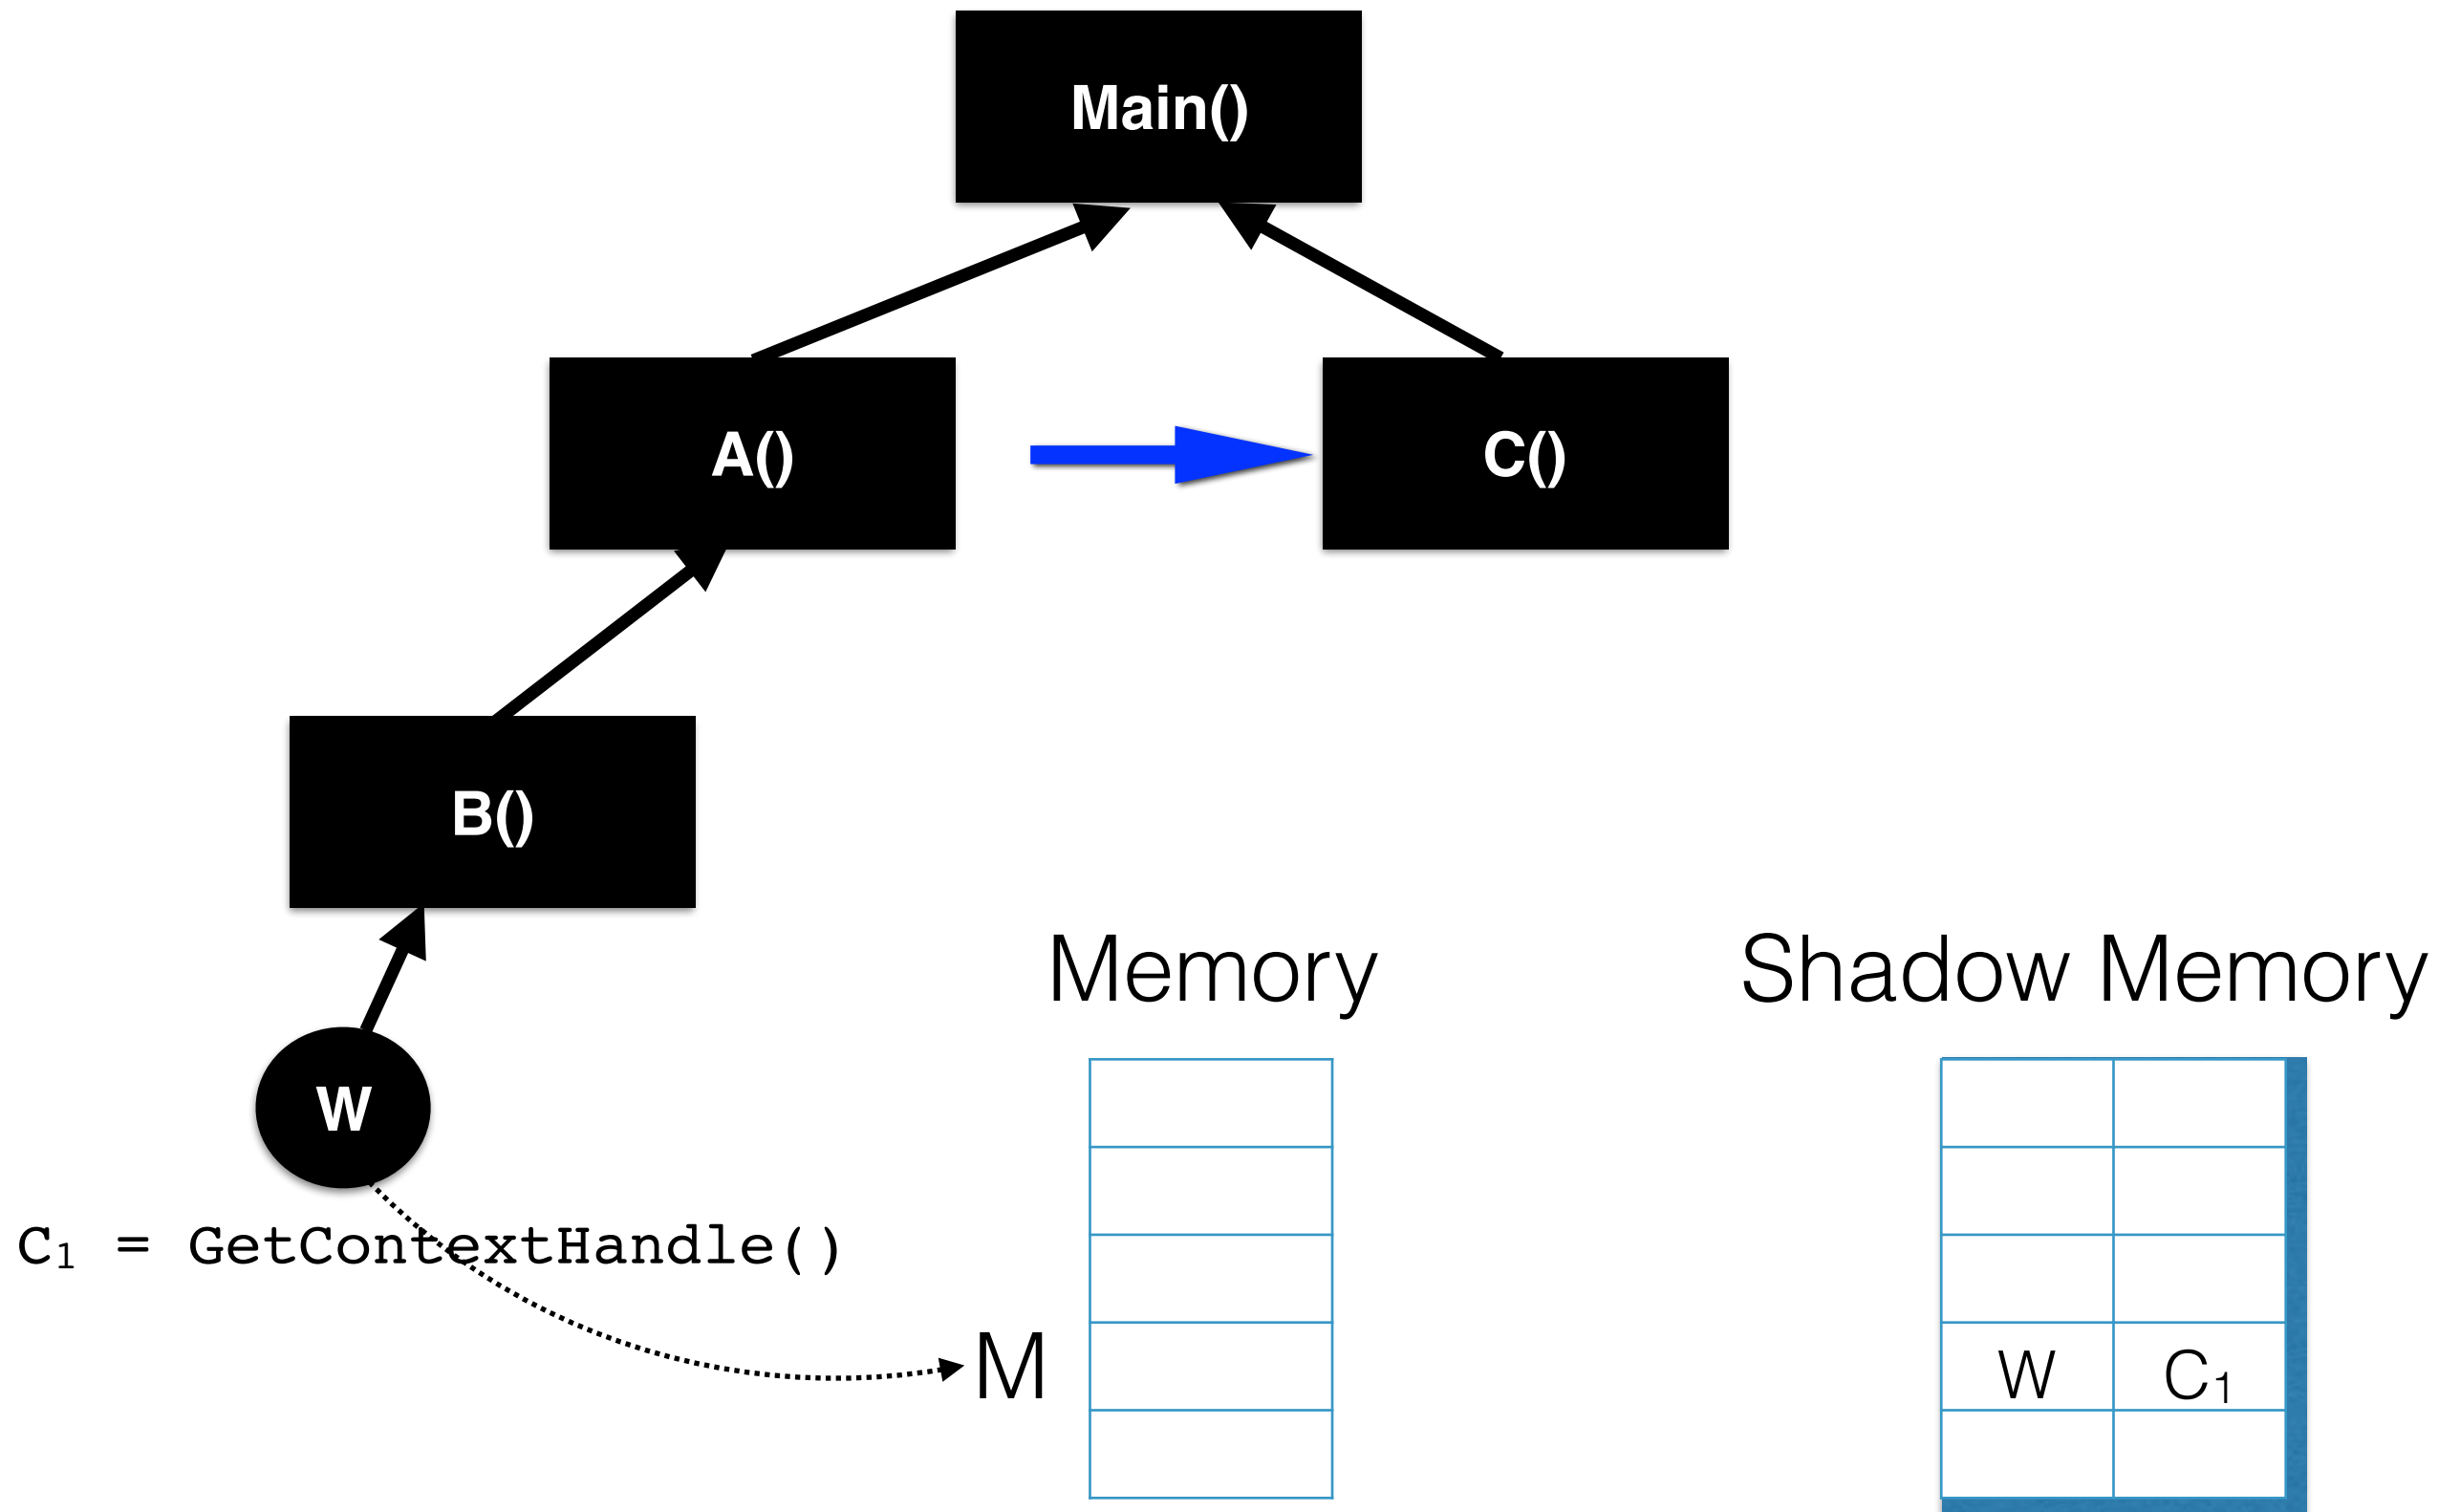 Main()
A()
C()
B()
Memory
Shadow Memory
W
C₁ = GetContextHandle()
M
W C₁